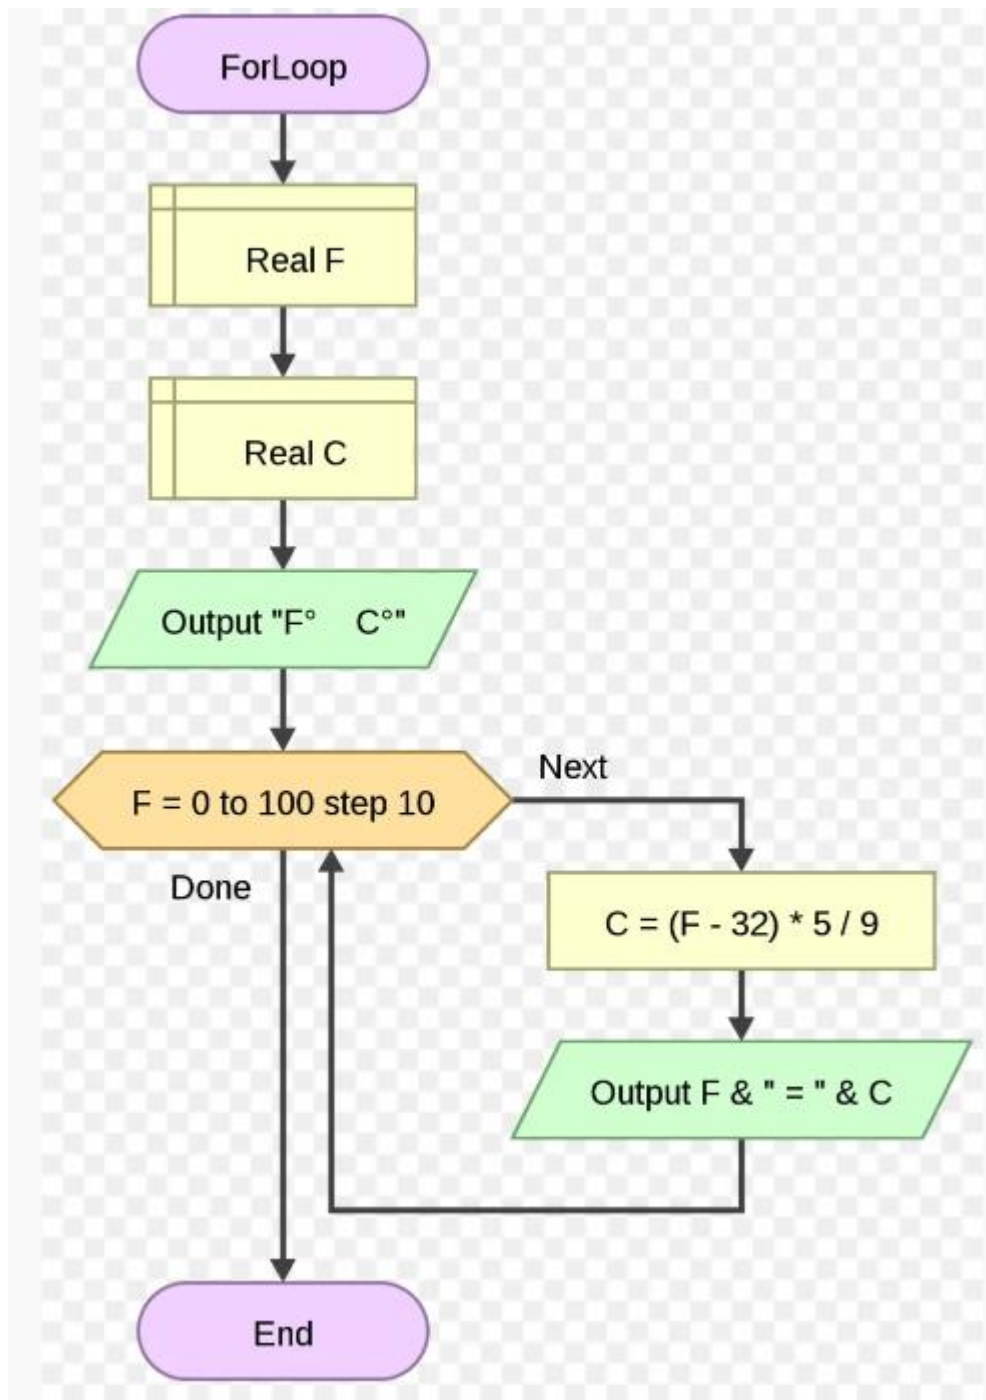 ForLoop
Real F
Real C
Output "F°    C°"
F = 0 to 100 step 10
Next
Done
C = (F - 32) * 5 / 9
Output F & " = " & C
End